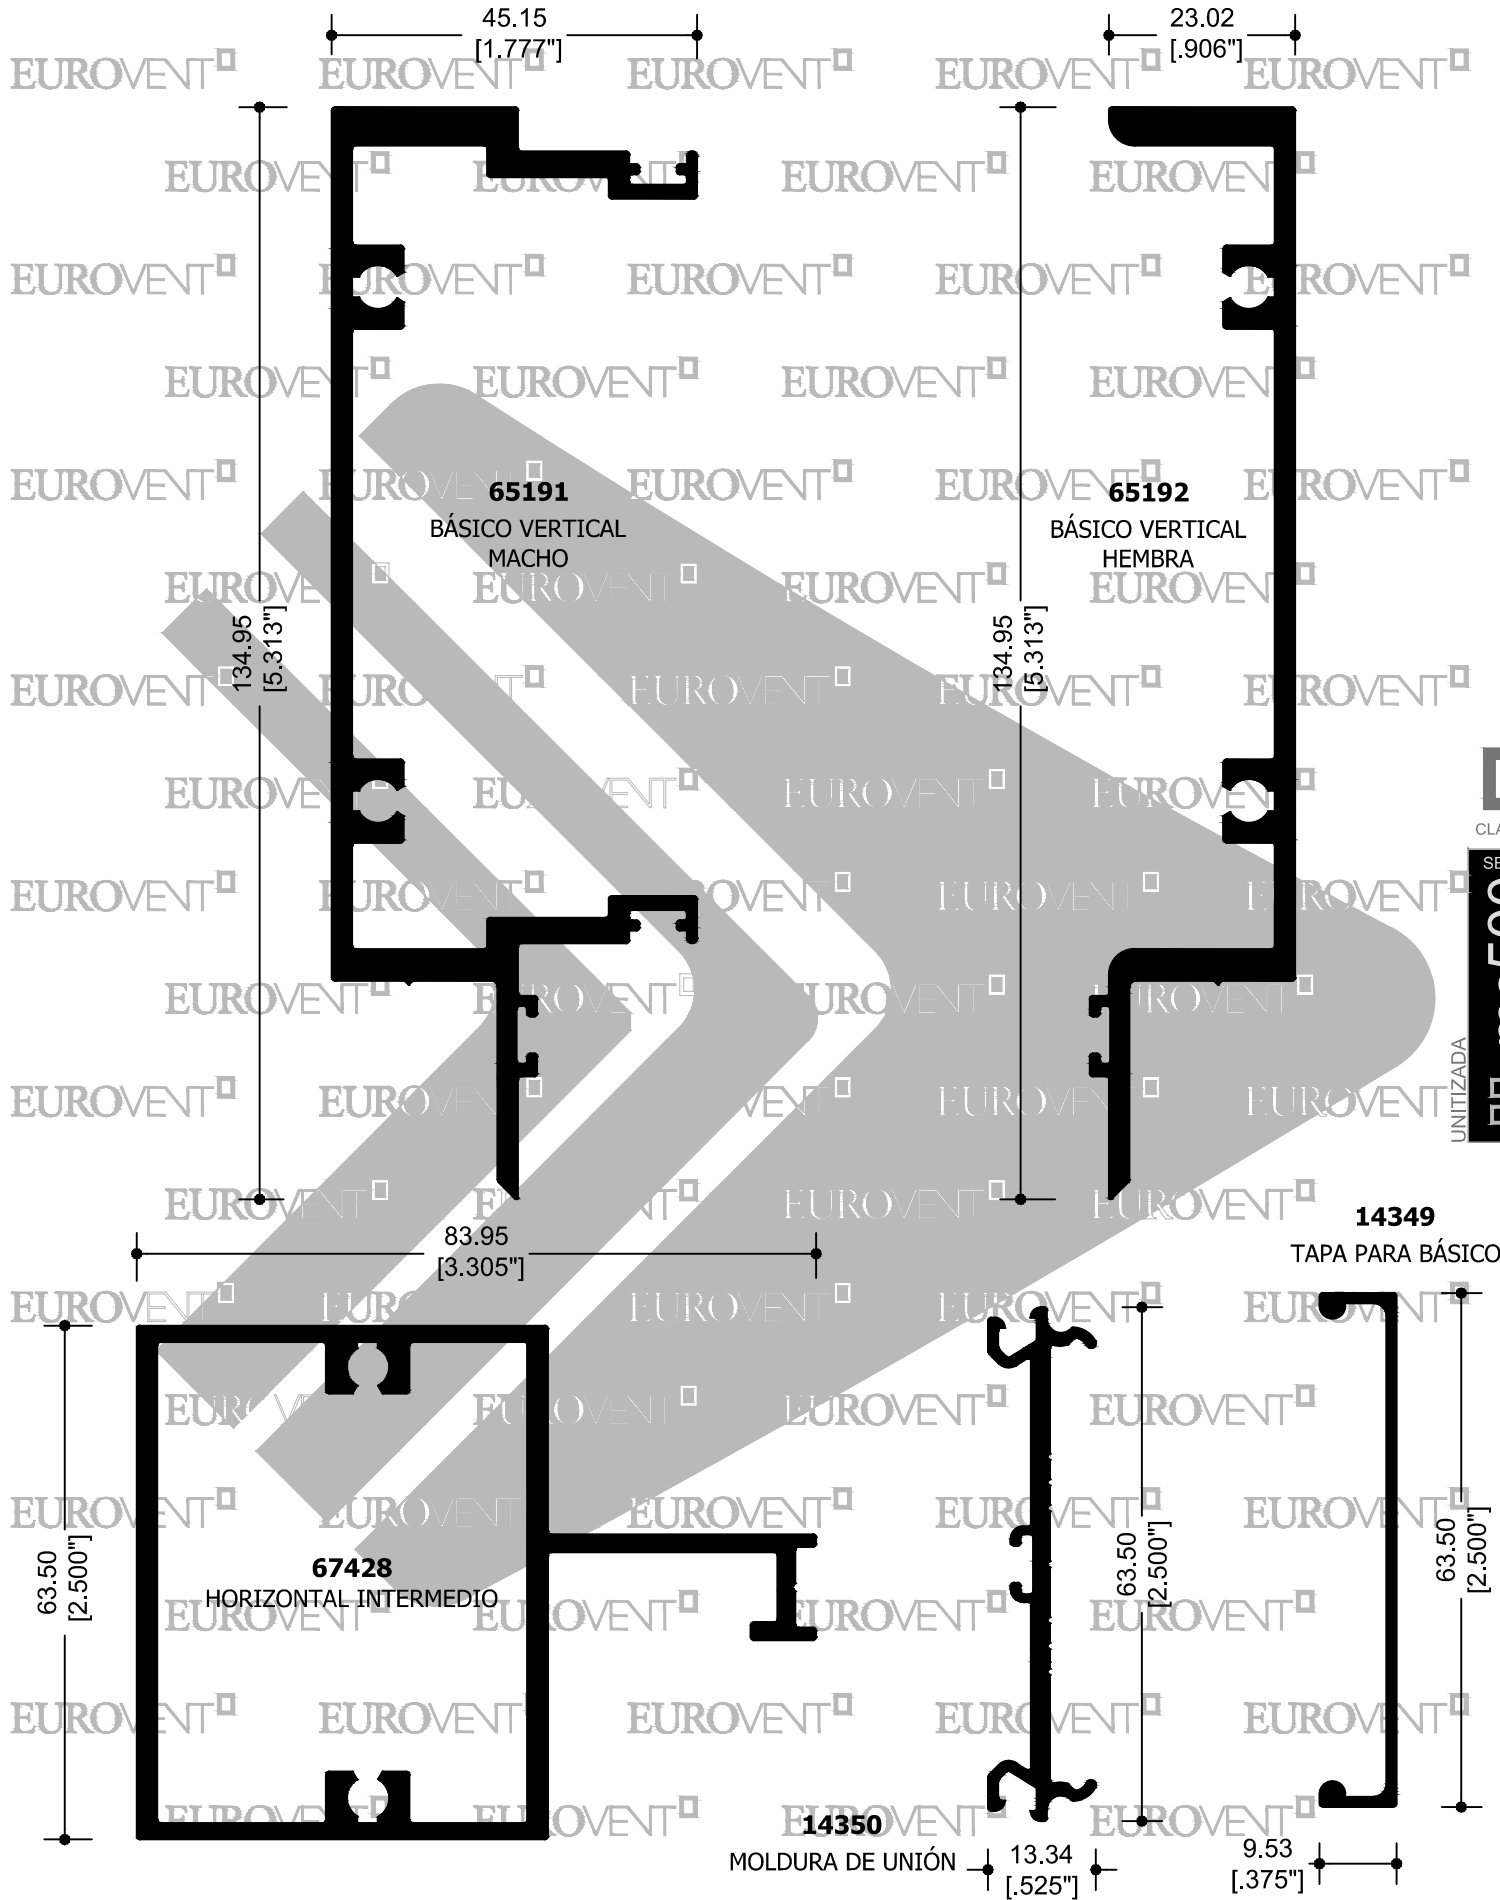 45.15
[1.777"]
23.02
[.906"]
65191
BÁSICO VERTICAL
MACHO
65192
BÁSICO VERTICAL
HEMBRA
134.95
[5.313"]
134.95
[5.313"]
UNITIZADA
83.95
[3.305"]
14349
TAPA PARA BÁSICO
67428
HORIZONTAL INTERMEDIO
63.50
[2.500"]
63.50
[2.500"]
63.50
[2.500"]
14350
MOLDURA DE UNIÓN
13.34
[.525"]
9.53
[.375"]
EUROVENT